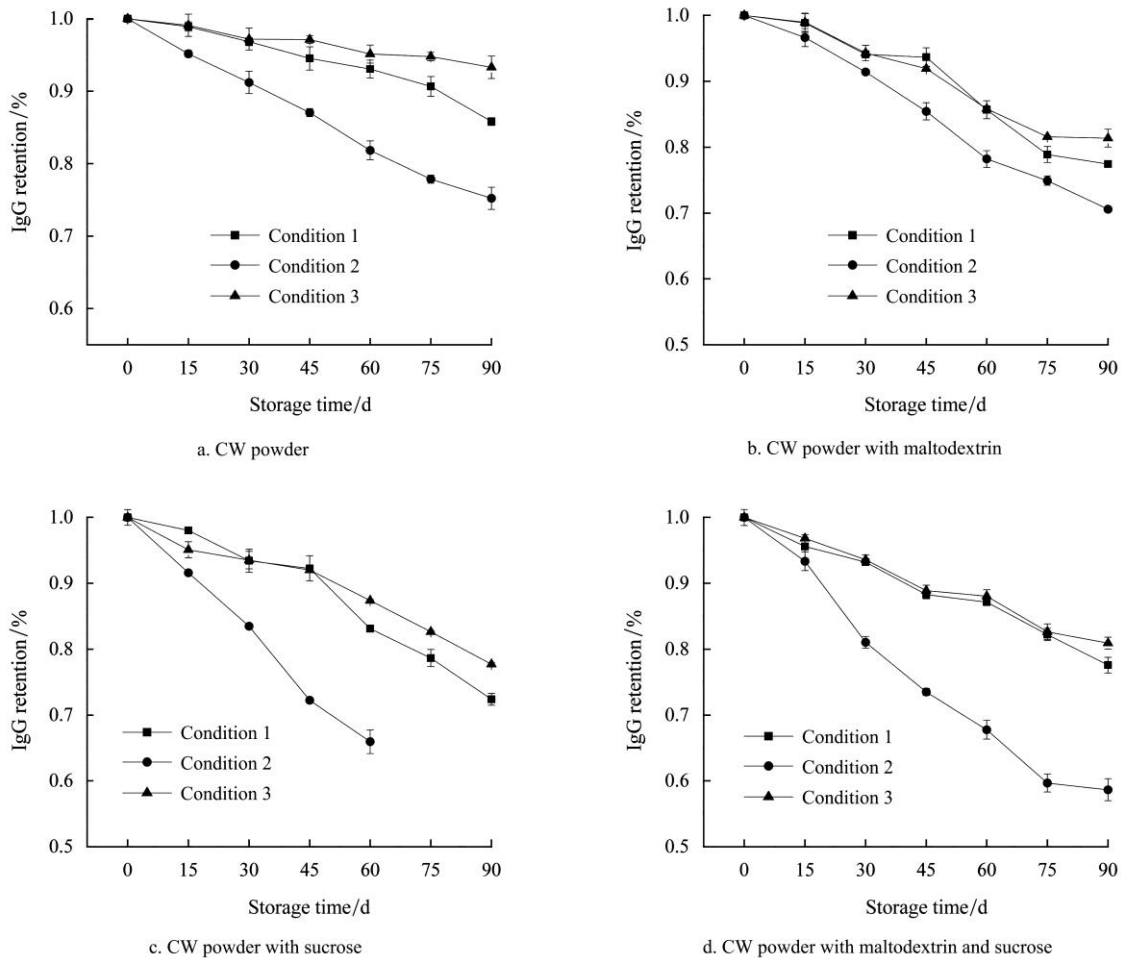 1.0
0.9
0.8
0.7
0.6
IgG retention/%
Condition 1
Condition 2
Condition 3
0 15 30 45 60 75 90
Storage time/d
a. CW powder
1.0
0.9
0.8
0.7
0.6
0.5
IgG retention/%
Condition 1
Condition 2
Condition 3
0 15 30 45 60 75 90
Storage time/d
b. CW powder with maltodextrin
1.0
0.9
0.8
0.7
0.6
0.5
IgG retention/%
Condition 1
Condition 2
Condition 3
0 15 30 45 60 75 90
Storage time/d
c. CW powder with sucrose
1.0
0.9
0.8
0.7
0.6
0.5
IgG retention/%
Condition 1
Condition 2
Condition 3
0 15 30 45 60 75 90
Storage time/d
d. CW powder with maltodextrin and sucrose